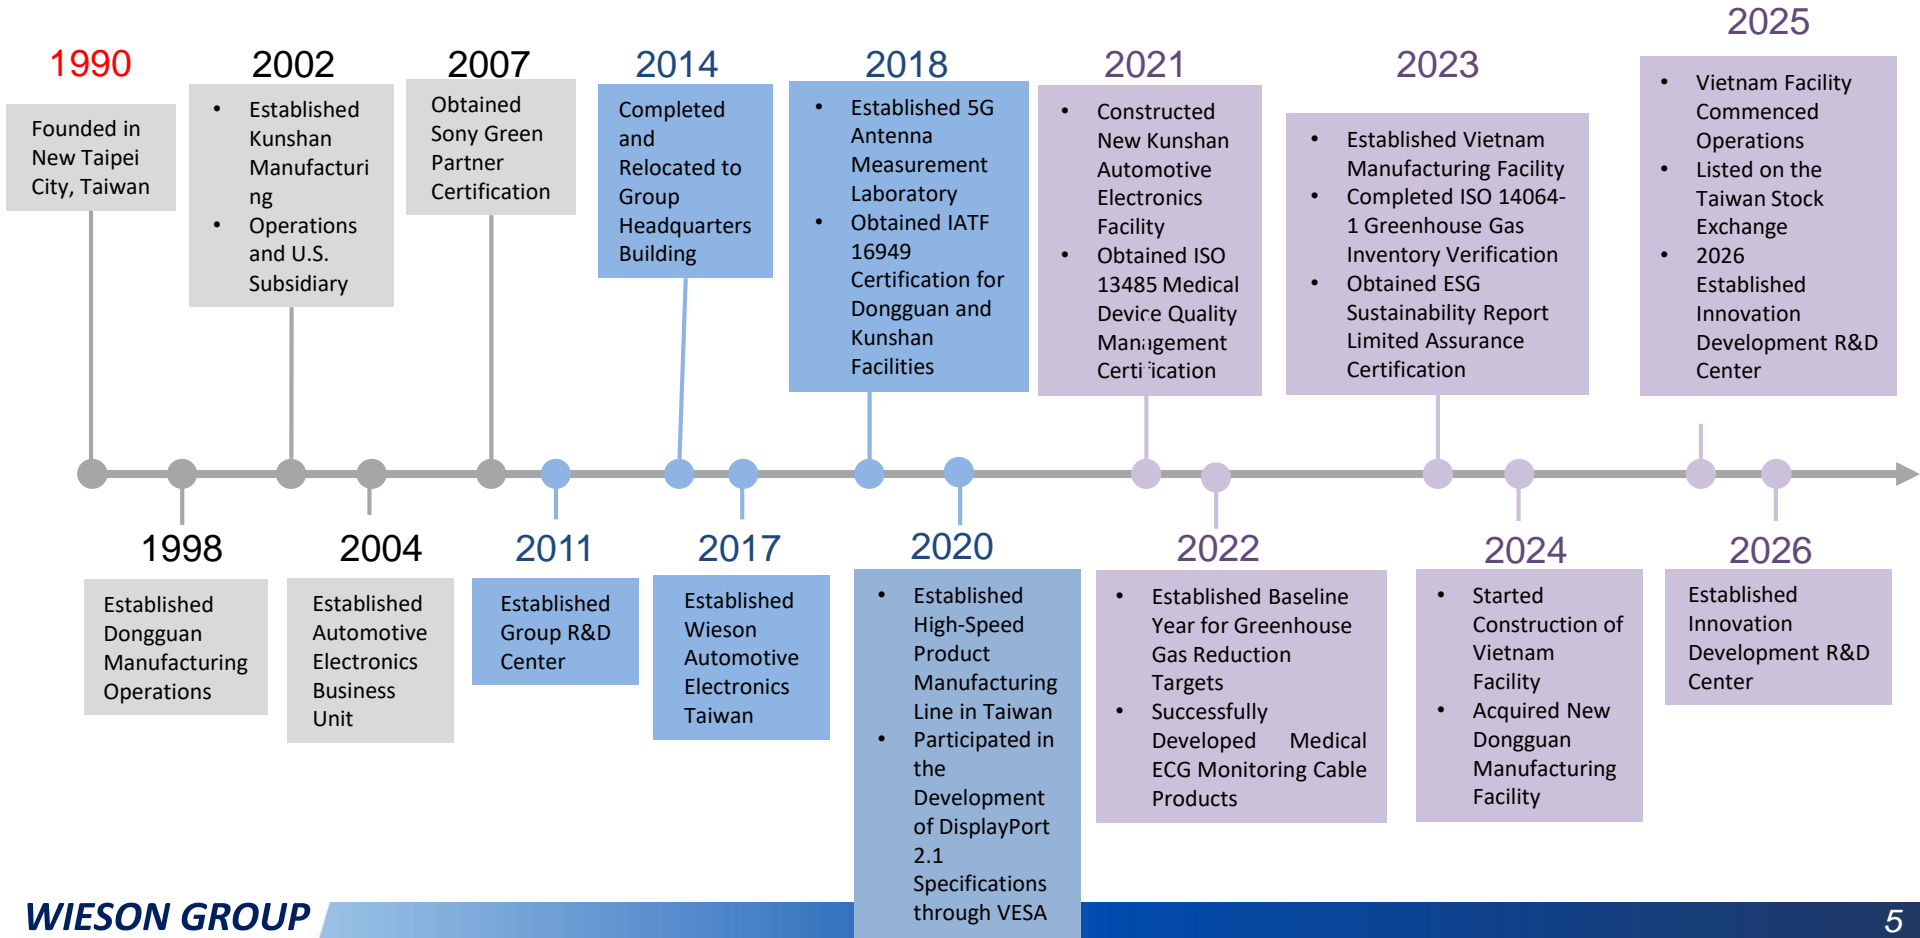 1990
Founded in
New Taipei
City, Taiwan
2002
• Established
Kunshan
Manufacturi
ng
• Operations
and U.S.
Subsidiary
2007
Obtained
Sony Green
Partner
Certification
2014
Completed
and
Relocated to
Group
Headquarters
Building
2018
• Established 5G
Antenna
Measurement
Laboratory
• Obtained IATF
16949
Certification for
Dongguan and
Kunshan
Facilities
2021
• Constructed
New Kunshan
Automotive
Electronics
Facility
• Obtained ISO
13485 Medical
Device Quality
Management
Certification
2023
• Established Vietnam
Manufacturing Facility
• Completed ISO 14064-
1 Greenhouse Gas
Inventory Verification
• Obtained ESG
Sustainability Report
Limited Assurance
Certification
2025
• Vietnam Facility
Commenced
Operations
• Listed on the
Taiwan Stock
Exchange
• 2026
Established
Innovation
Development R&D
Center
1998
Established
Dongguan
Manufacturing
Operations
2004
Established
Automotive
Electronics
Business
Unit
2011
Established
Group R&D
Center
2017
Established
Wieson
Automotive
Electronics
Taiwan
2020
• Established
High-Speed
Product
Manufacturing
Line in Taiwan
• Participated in
the
Development
of DisplayPort
2.1
Specifications
through VESA
2022
• Established Baseline
Year for Greenhouse
Gas Reduction
Targets
• Successfully
Developed Medical
ECG Monitoring Cable
Products
2024
• Started
Construction of
Vietnam
Facility
• Acquired New
Dongguan
Manufacturing
Facility
2026
Established
Innovation
Development R&D
Center
WIESON GROUP
5